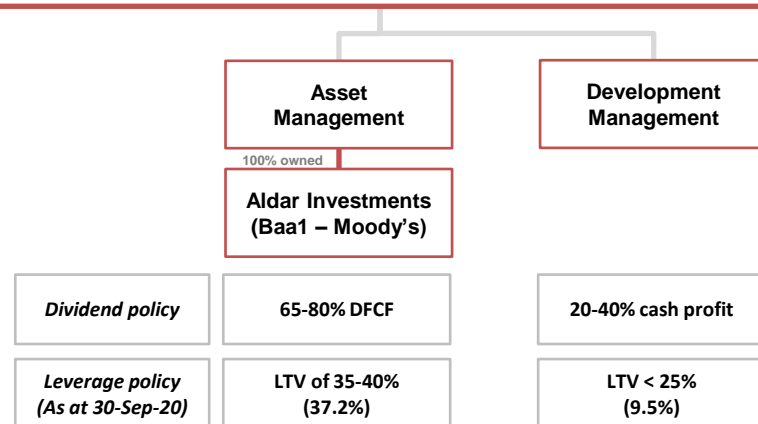 Asset
Management
Development
Management
100% owned
Aldar Investments
(Baa1 – Moody’s)
Dividend policy
65-80% DFCF
20-40% cash profit
Leverage policy
(As at 30-Sep-20)
LTV of 35-40%
(37.2%)
LTV < 25%
(9.5%)